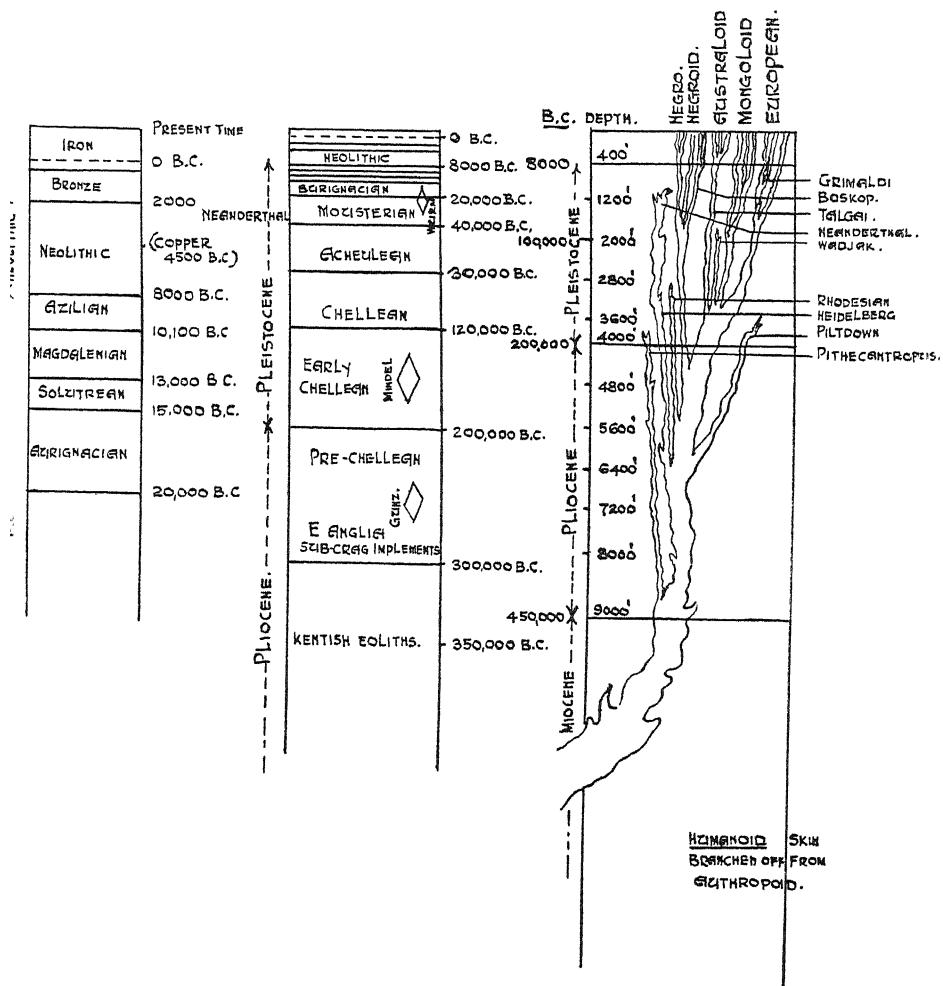 IRON
BRONZE
NEOLITHIC
AZILIAN
MAGDALENIAN
SOLUTREAN
AURIGNACIAN
PRESENT TIME
0 B.C.
2000
(COPPER
4500 B.C)
8000 B.C.
10,100 B.C
13,000 B.C.
15,000 B.C.
20,000 B.C
NEANDERTHAL
PLEISTOCENE
PLIOCENE.
NEOLITHIC
AURIGNACIAN
MOUSTERIAN
ACHEULEAN
CHELLEAN
EARLY
CHELLEAN
MINDEL
PRE-CHELLEAN
GUNZ.
E ANGLIA
SUB-CRAG IMPLEMENTS
KENTISH EOLITHS.
0 B.C.
8000 B.C.
20,000 B.C.
40,000 B.C,
30,000 B.C.
120,000 B.C.
200,000 B.C.
300,000 B.C.
350,000 B.C.
B.C. DEPTH.
8000
100,000
200,000
450,000
PLEISTOCENE
PLIOCENE
MIOCENE
400'
1200'
2000'
2800'
3600'
4000'
4800'
5600'
6400'
7200'
8000'
9000'
NEGRO.
NEGROID.
AUSTRALOID
MONGOLOID
EUROPEAN.
GRIMALDI
BOSKOP.
TALGAI.
NEANDERTHAL.
WADJAK.
RHODESIAN
HEIDELBERG
PILTDOWN
PITHECANTROPUS.
HUMANOID SKIN
BRANCHED OFF FROM
AUTHROPOID.